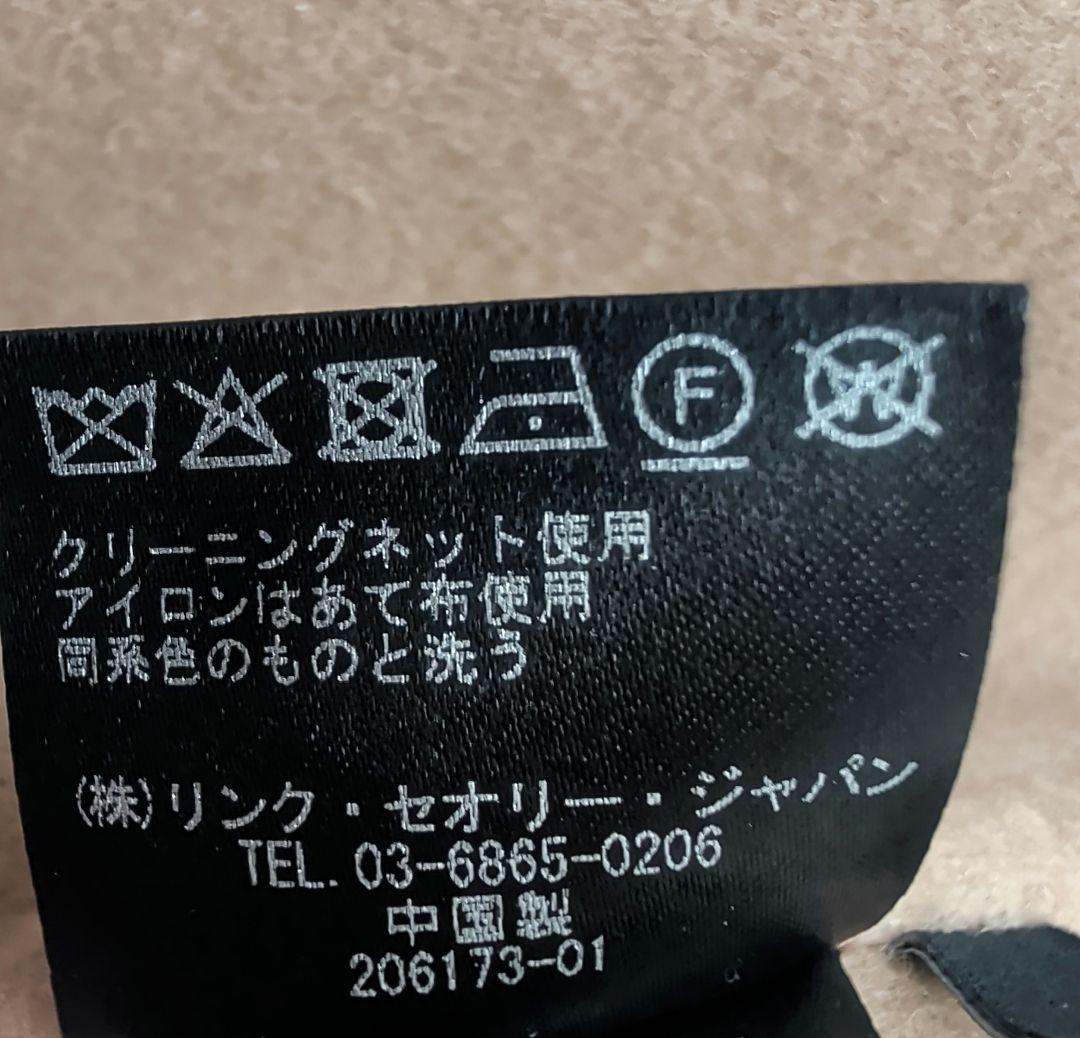 F
W
クリーニングネット使用
アイロンはあて布使用
同系色のものと洗う
(株)リンク・セオリー・ジャパン
TEL. 03-6865-0206
中国製
206173-01